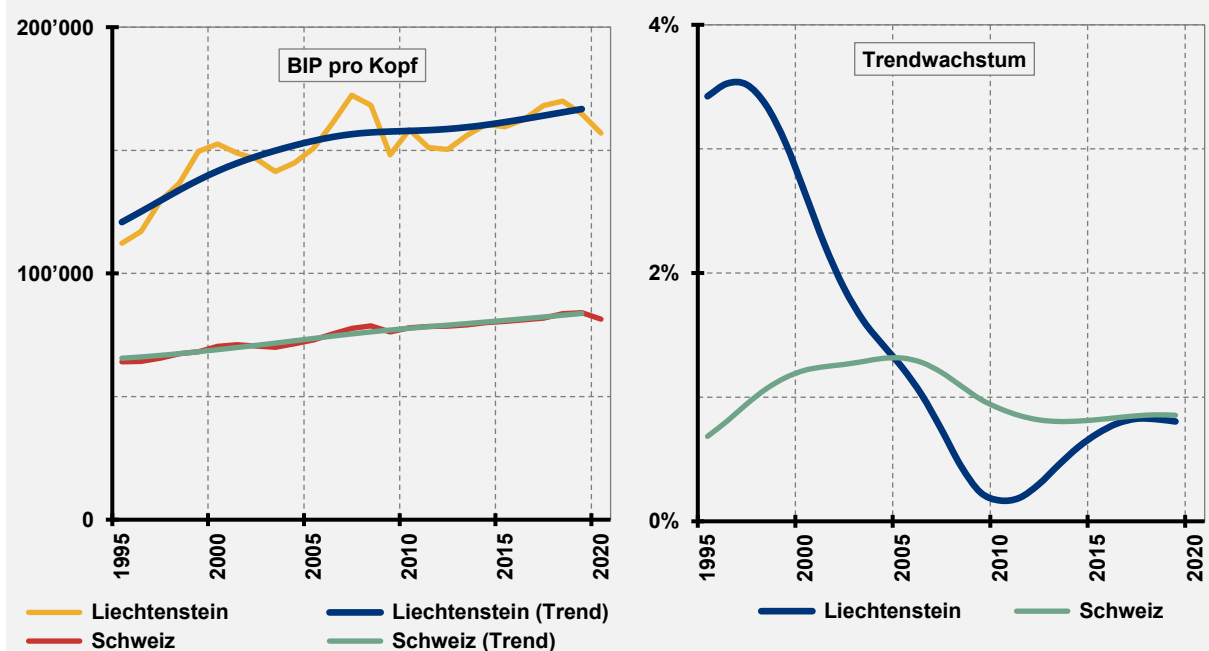 BIP pro Kopf
200’000
100’000
0
1995
2000
2005
2010
2015
2020
Liechtenstein
Liechtenstein (Trend)
Schweiz
Schweiz (Trend)
Trendwachstum
4%
2%
0%
1995
2000
2005
2010
2015
2020
Liechtenstein
Schweiz